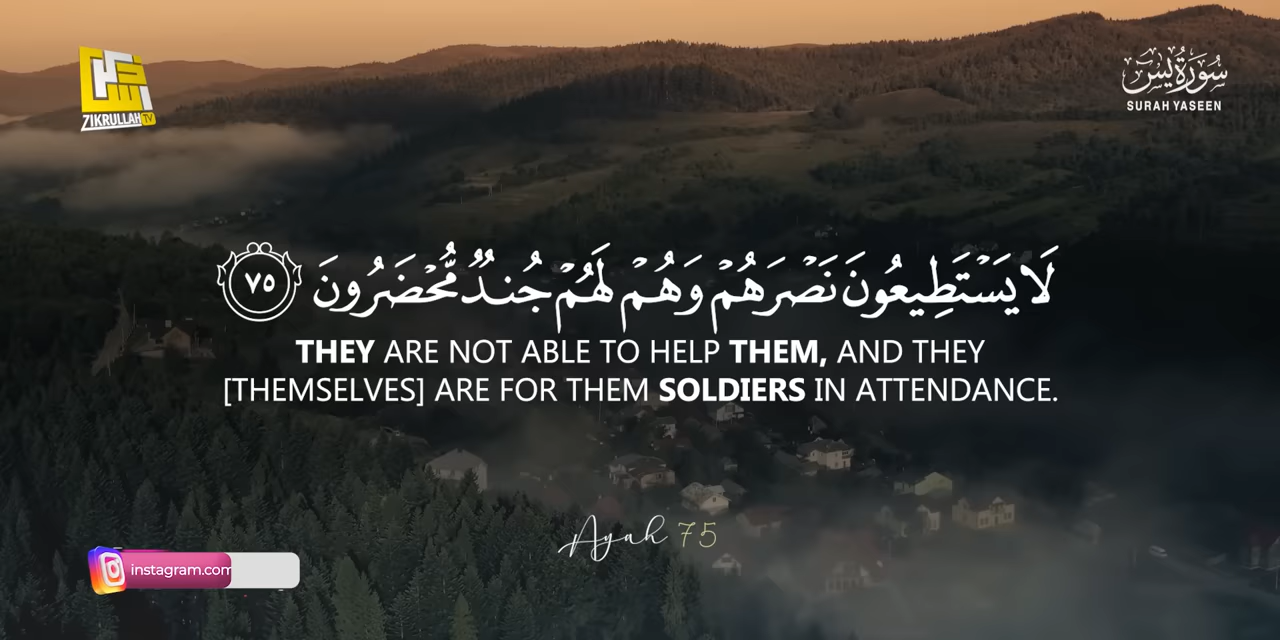 ZIKRULLAH TV
سُورَةُ يس
SURAH YASEEN
لَا يَسْتَطِيعُونَ نَصْرَهُمْ وَهُمْ لَهُمْ جُندٌ مُّحْضَرُونَ ٧٥
THEY ARE NOT ABLE TO HELP THEM, AND THEY
[THEMSELVES] ARE FOR THEM SOLDIERS IN ATTENDANCE.
Ayah 75
instagram.com